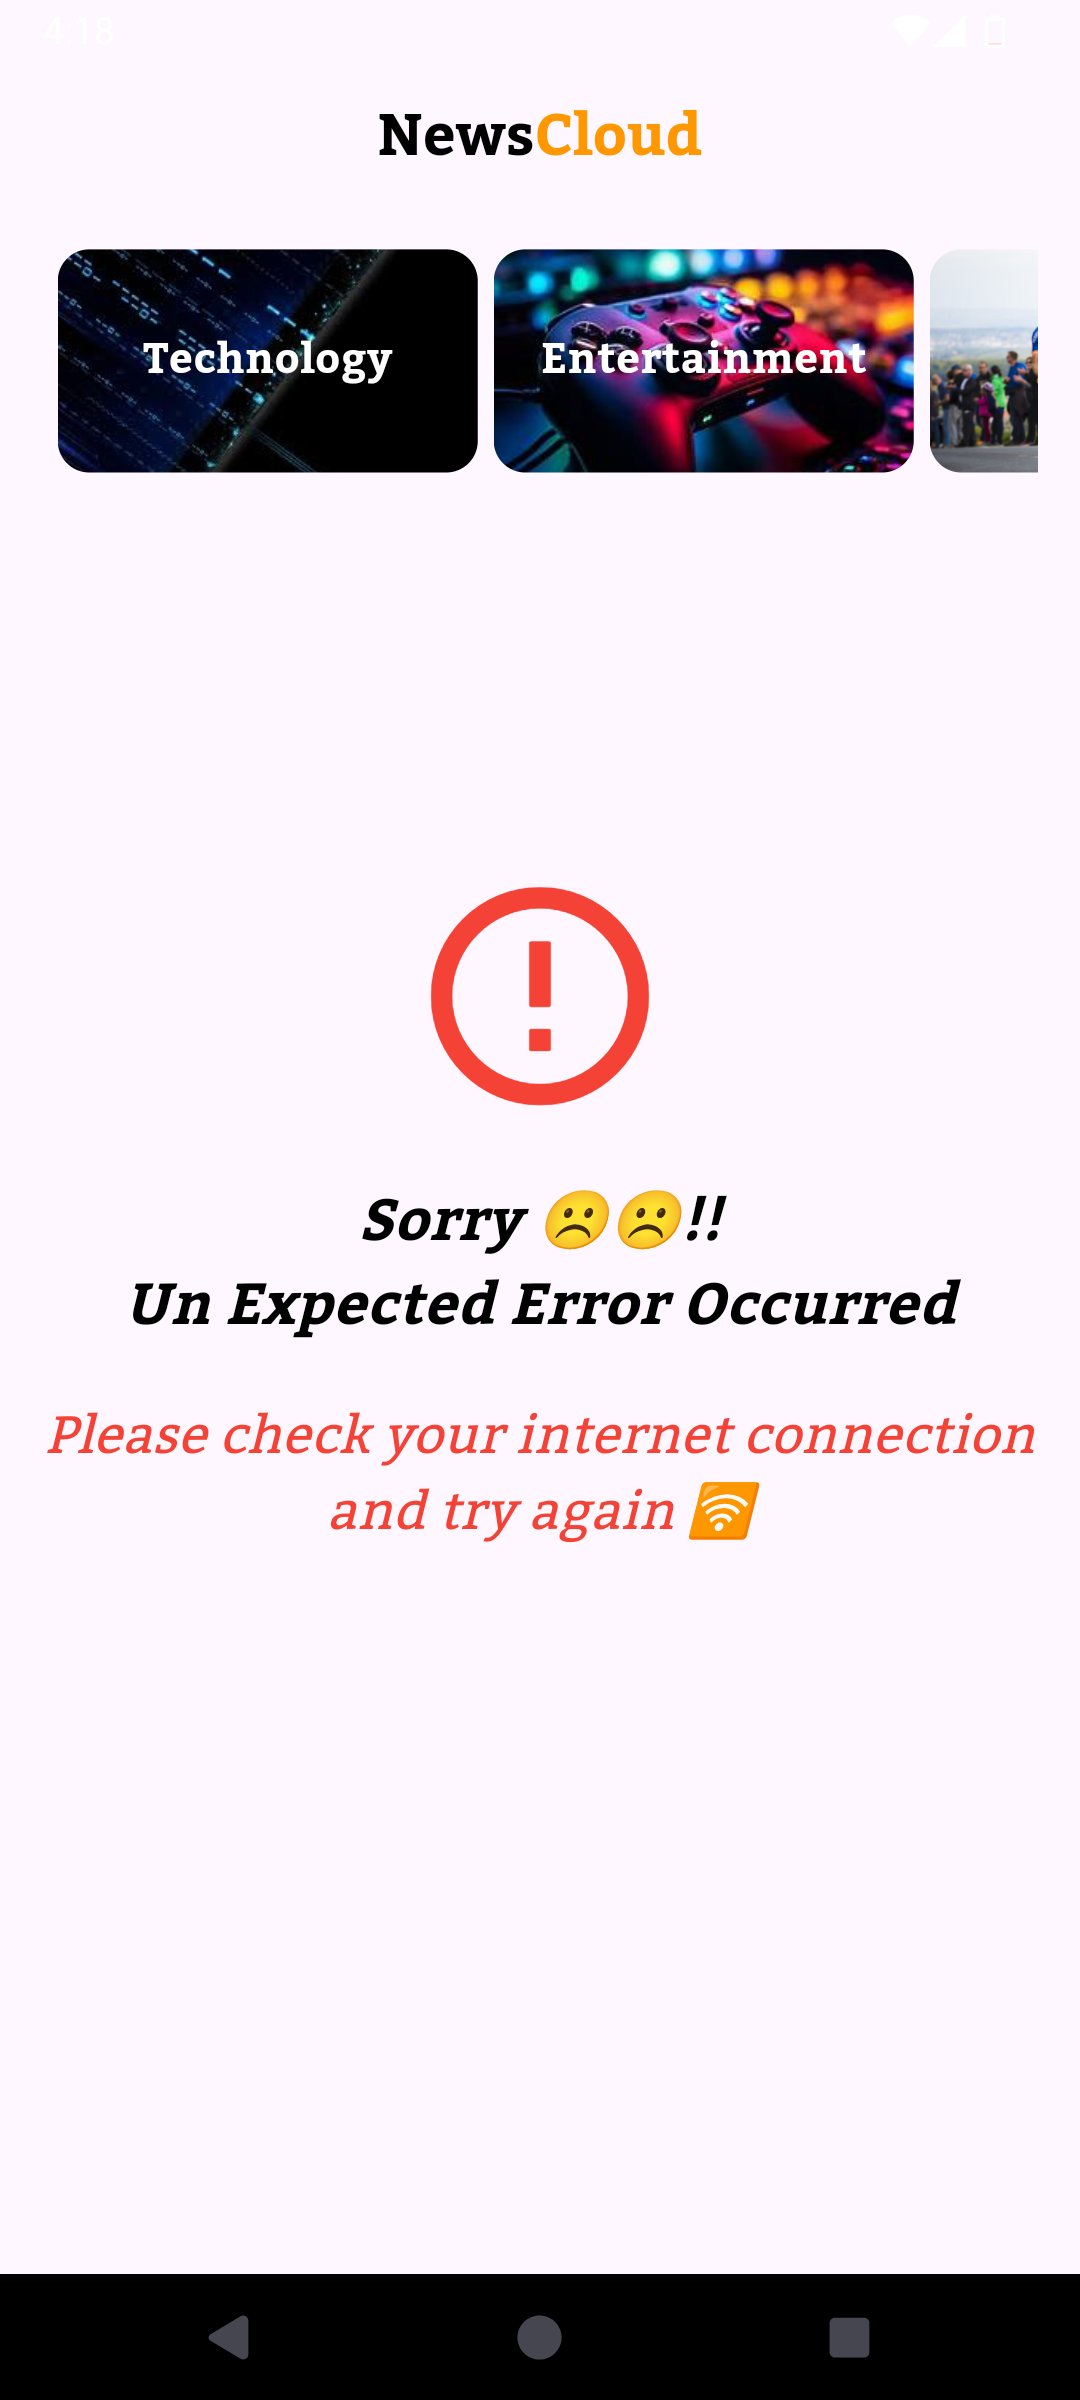 4:18
NewsCloud
Technology
Entertainment
Sorry ☹️☹️!!
Un Expected Error Occurred
Please check your internet connection
and try again 🛜